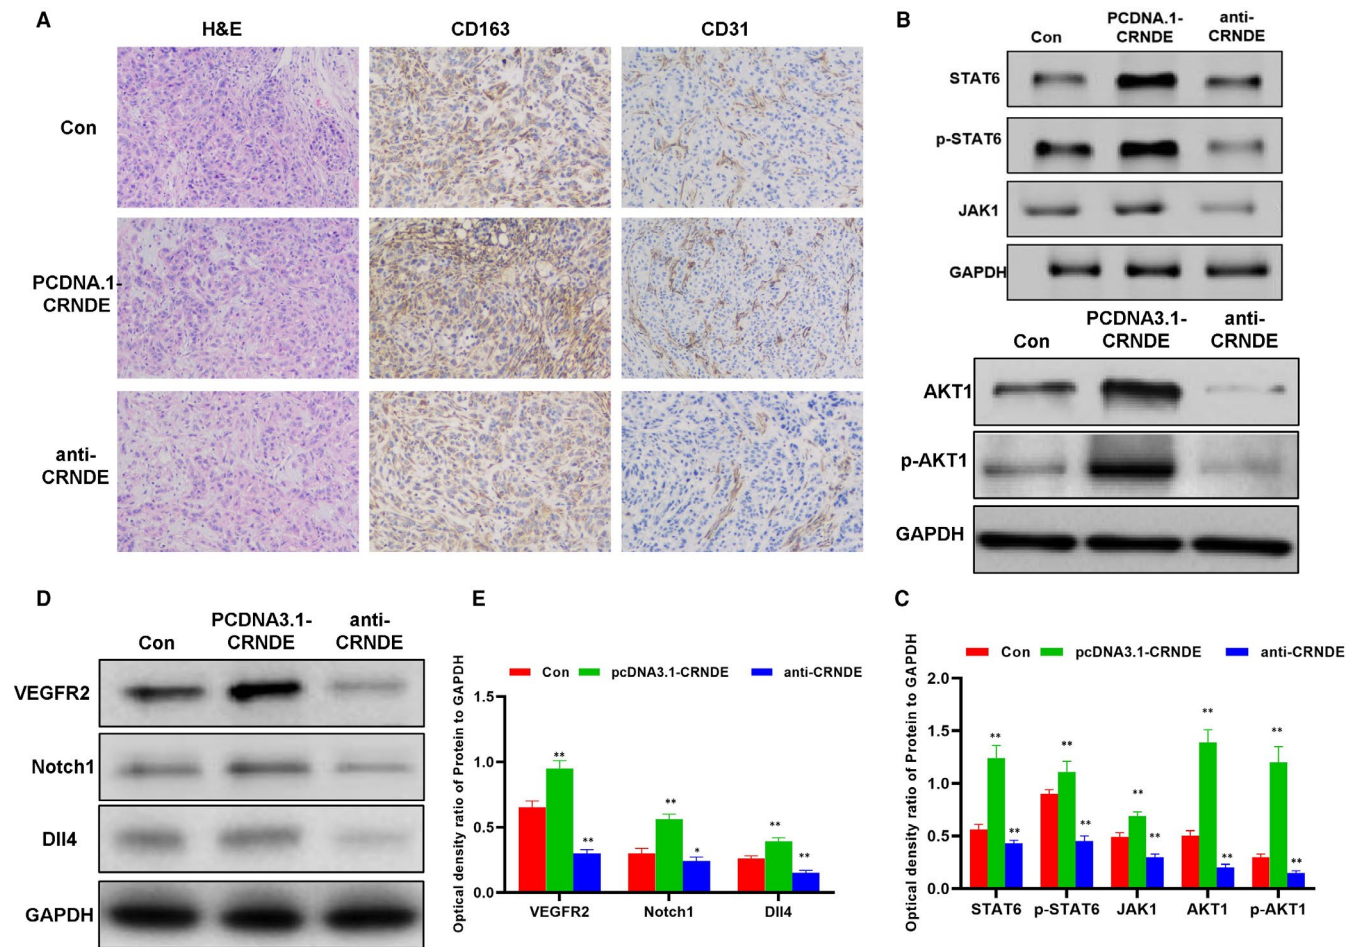 A
H&E
CD163
CD31
Con
PCDNA.1-
CRNDE
anti-
CRNDE
B
Con
PCDNA.1-
CRNDE
anti-
CRNDE
STAT6
p-STAT6
JAK1
GAPDH
Con
PCDNA3.1-
CRNDE
anti-
CRNDE
AKT1
p-AKT1
GAPDH
D
Con
PCDNA3.1-
CRNDE
anti-
CRNDE
VEGFR2
Notch1
Dll4
GAPDH
E
Con
pcDNA3.1-CRNDE
anti-CRNDE
Optical density ratio of Protein to GAPDH
1.5
1.0
0.5
0.0
**
**
**
*
**
**
VEGFR2
Notch1
Dll4
C
Con
pcDNA3.1-CRNDE
anti-CRNDE
Optical density ratio of Protein to GAPDH
2.0
1.5
1.0
0.5
0.0
**
**
**
**
**
**
**
**
**
**
STAT6
p-STAT6
JAK1
AKT1
p-AKT1